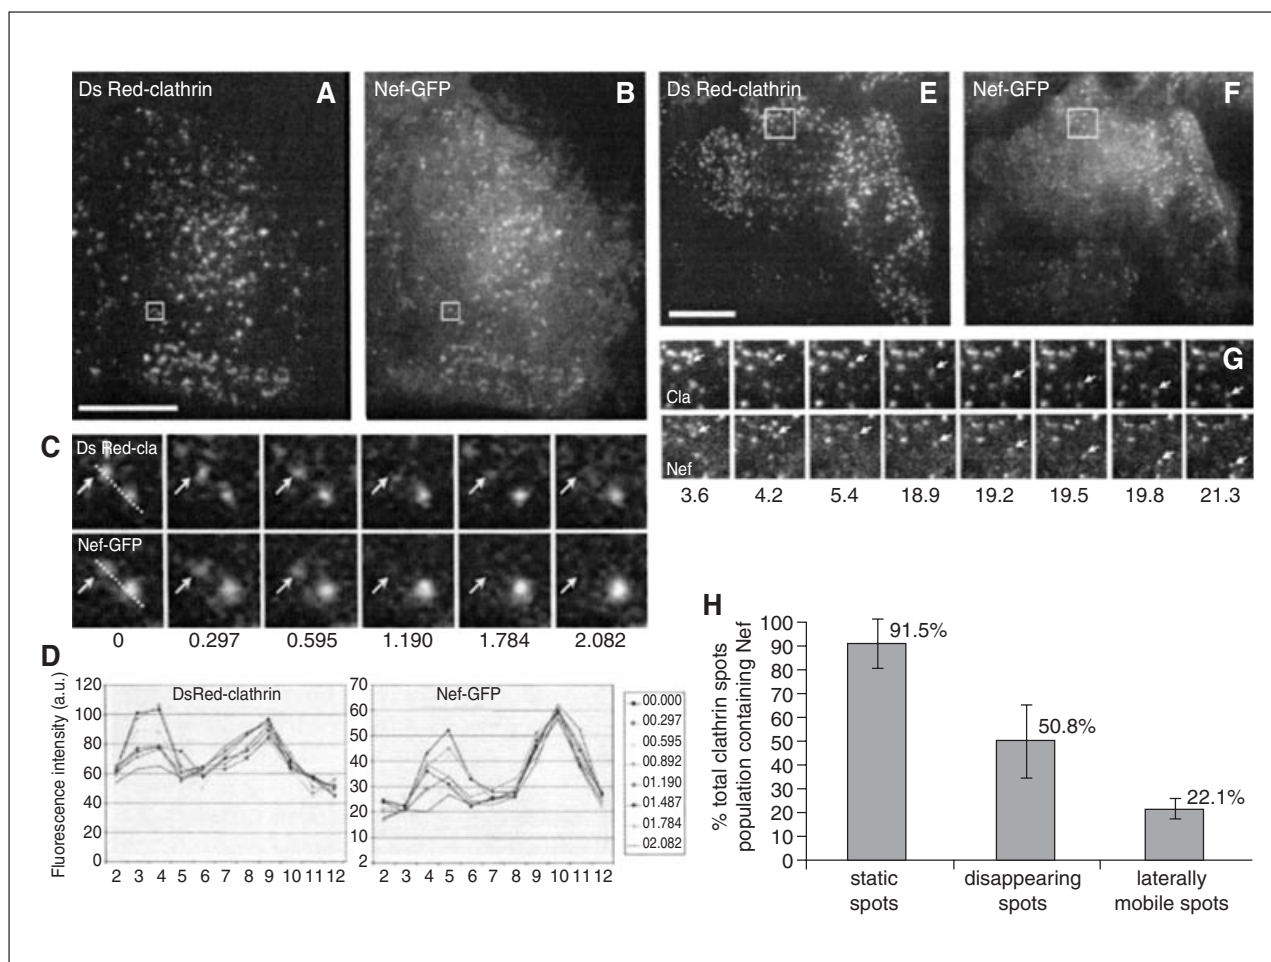 Ds Red-clathrin A
Nef-GFP B
Ds Red-clathrin E
Nef-GFP F
C
Ds Red-cla
Nef-GFP
0 0.297 0.595 1.190 1.784 2.082
G
Cla
Nef
3.6 4.2 5.4 18.9 19.2 19.5 19.8 21.3
D
Fluorescence intensity (a.u.)
DsRed-clathrin
120
100
80
60
40
20
0
2 3 4 5 6 7 8 9 10 11 12
Nef-GFP
70
60
50
40
30
20
10
2
2 3 4 5 6 7 8 9 10 11 12
00.000
00.297
00.595
00.892
01.190
01.487
01.784
02.082
H
% total clathrin spots
population containing Nef
100
90
80
70
60
50
40
30
20
10
0
91.5%
50.8%
22.1%
static
spots
disappearing
spots
laterally
mobile spots